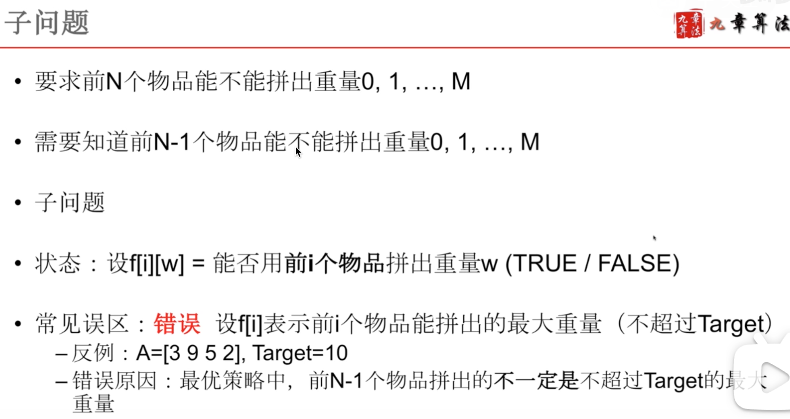 子问题
九章算法 九章算法
• 要求前N个物品能不能拼出重量0, 1, …, M
• 需要知道前N-1个物品能不能拼出重量0, 1, …, M
• 子问题
• 状态：设f[i][w] = 能否用前i个物品拼出重量w (TRUE / FALSE)
• 常见误区：错误 设f[i]表示前i个物品能拼出的最大重量（不超过Target）
– 反例：A=[3 9 5 2], Target=10
– 错误原因：最优策略中，前N-1个物品拼出的不一定是不超过Target的最大
重量